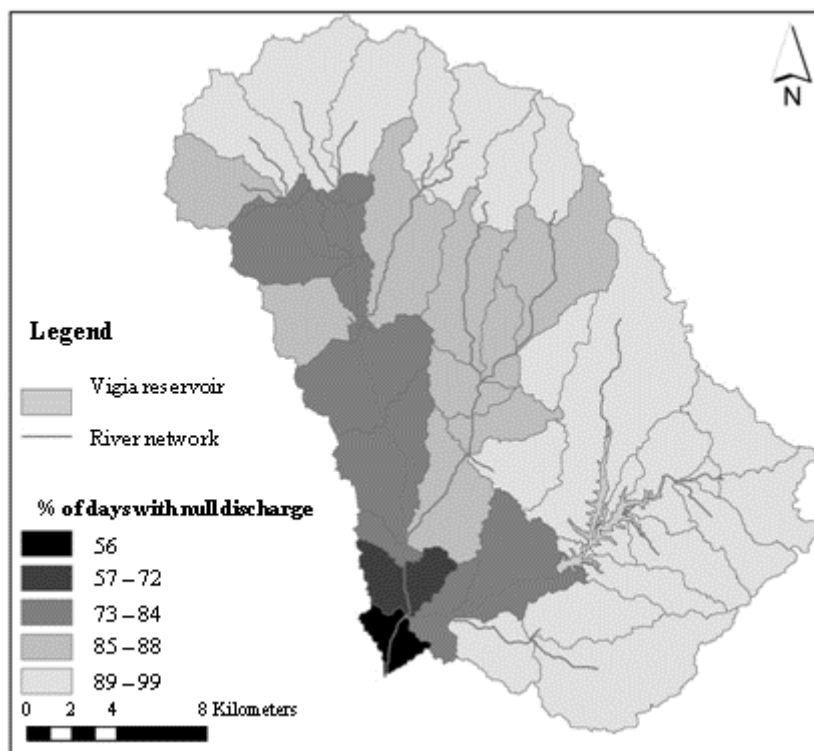 N
Legend
Vigia reservoir
River network
% of days with null discharge
56
57 – 72
73 – 84
85 – 88
89 – 99
0 2 4 8 Kilometers